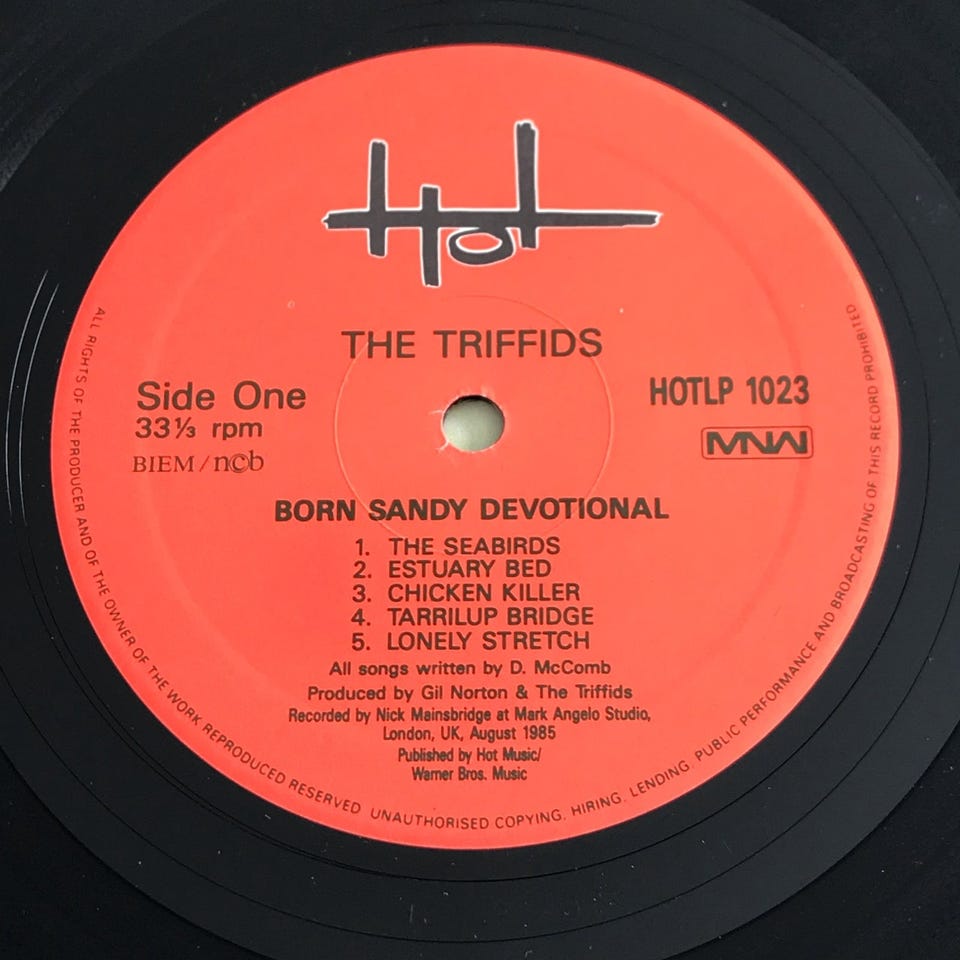 Hot
THE TRIFFIDS
Side One
33⅓ rpm
BIEM/n©b
HOTLP 1023
MNW
BORN SANDY DEVOTIONAL
1. THE SEABIRDS
2. ESTUARY BED
3. CHICKEN KILLER
4. TARRILUP BRIDGE
5. LONELY STRETCH
All songs written by D. McComb
Produced by Gil Norton & The Triffids
Recorded by Nick Mainsbridge at Mark Angelo Studio,
London, UK, August 1985
Published by Hot Music/
Warner Bros. Music
ALL RIGHTS OF THE PRODUCER AND OF THE OWNER OF THE WORK REPRODUCED RESERVED UNAUTHORISED COPYING, HIRING, LENDING, PUBLIC PERFORMANCE AND BROADCASTING OF THIS RECORD PROHIBITED